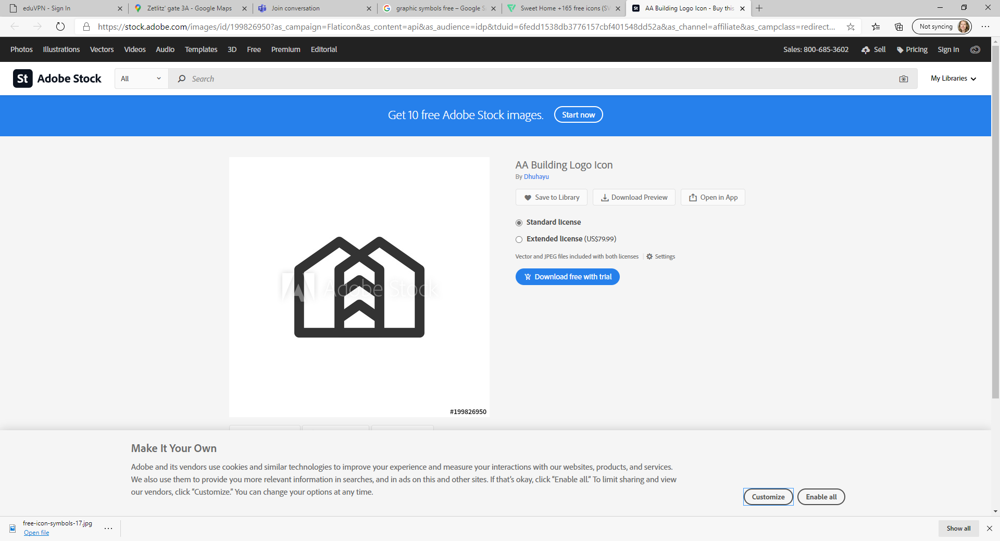 eduVPN - Sign In
Zetlitz' gate 3A - Google Maps
Join conversation
graphic symbols free – Google S
Sweet Home +165 free icons (SV
St AA Building Logo Icon - Buy this
https://stock.adobe.com/images/id/199826950?as_campaign=Flaticon&as_content=api&as_audience=idp&tduid=6fedd1538db3776157cbf401548dd52a&as_channel=affiliate&as_campclass=redirect...
Not syncing
Photos Illustrations Vectors Videos Audio Templates 3D Free Premium Editorial
Sales: 800-685-3602 Sell Pricing Sign in
St Adobe Stock All Search My Libraries
Get 10 free Adobe Stock images. Start now
AA Building Logo Icon
By Dhuhayu
Save to Library Download Preview Open in App
Standard license
Extended license (US$79.99)
Vector and JPEG files included with both licenses Settings
Download free with trial
Adobe Stock
#199826950
Make It Your Own
Adobe and its vendors use cookies and similar technologies to improve your experience and measure your interactions with our websites, products, and services.
We also use them to provide you more relevant information in searches, and in ads on this and other sites. If that's okay, click “Enable all.” To limit sharing and view
our vendors, click “Customize.” You can change your options at any time.
Customize Enable all
free-icon-symbols-17.jpg
Open file
Show all